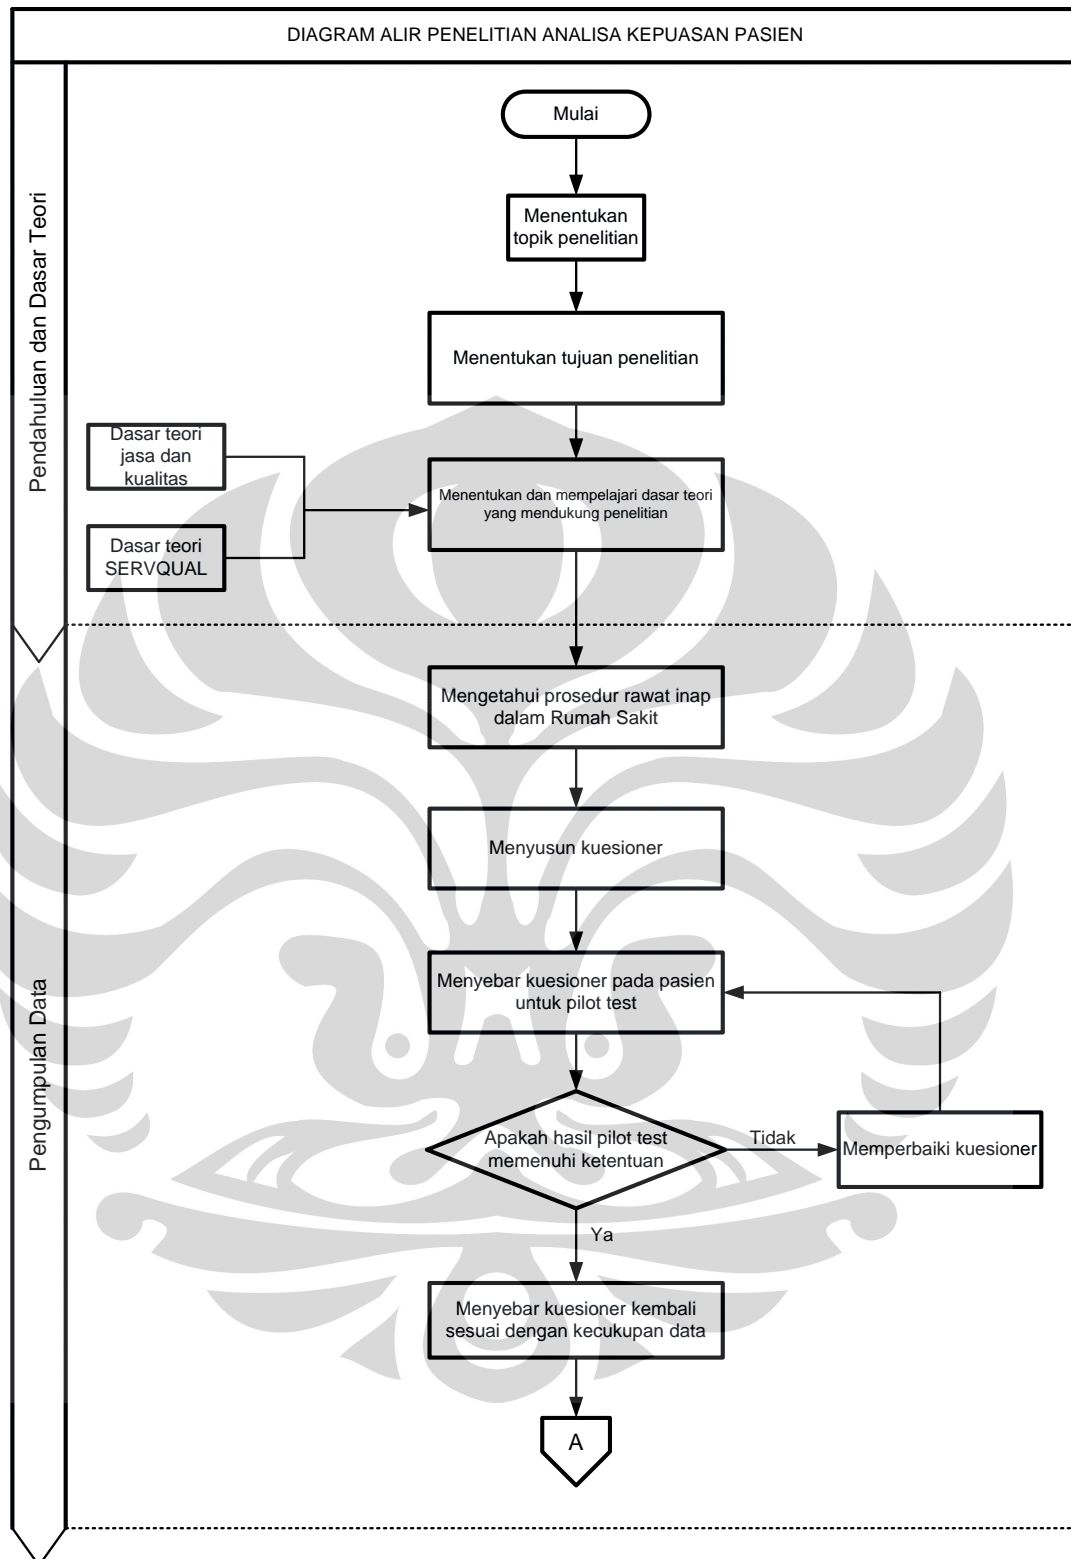 DIAGRAM ALIR PENELITIAN ANALISA KEPUASAN PASIEN
Pendahuluan dan Dasar Teori
Mulai
Menentukan
topik penelitian
Menentukan tujuan penelitian
Dasar teori
jasa dan
kualitas
Dasar teori
SERVQUAL
Menentukan dan mempelajari dasar teori
yang mendukung penelitian
Pengumpulan Data
Mengetahui prosedur rawat inap
dalam Rumah Sakit
Menyusun kuesioner
Menyebar kuesioner pada pasien
untuk pilot test
Apakah hasil pilot test
memenuhi ketentuan
Tidak
Memperbaiki kuesioner
Ya
Menyebar kuesioner kembali
sesuai dengan kecukupan data
A